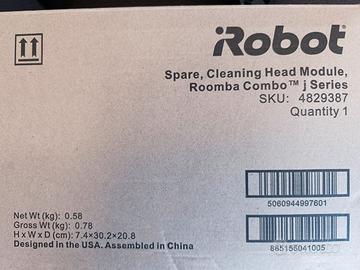 iRobot®
Spare, Cleaning Head Module,
Roomba Combo™ j Series
SKU: 4829387
Quantity 1
5060944997601
Net Wt (kg): 0.58
Gross Wt (kg): 0.78
H x W x D (cm): 7.4×30.2×20.8
Designed in the USA. Assembled in China
885155041005